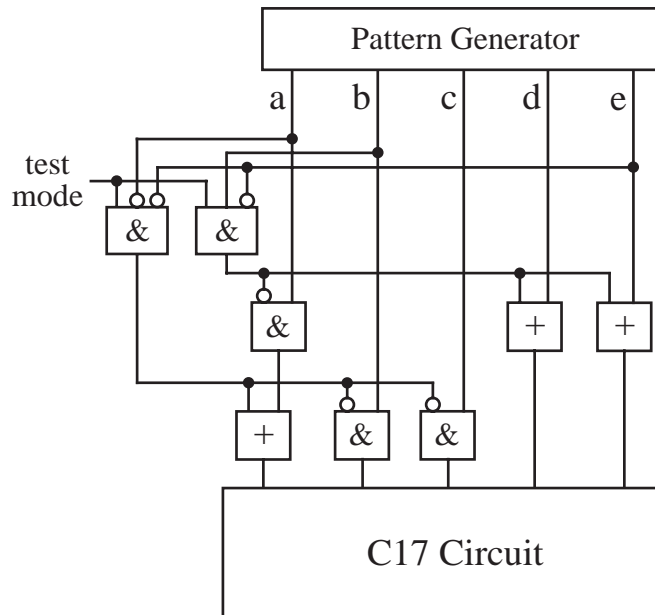 Pattern Generator
a b c d e
test
mode
& &
& + +
+ & &
C17 Circuit